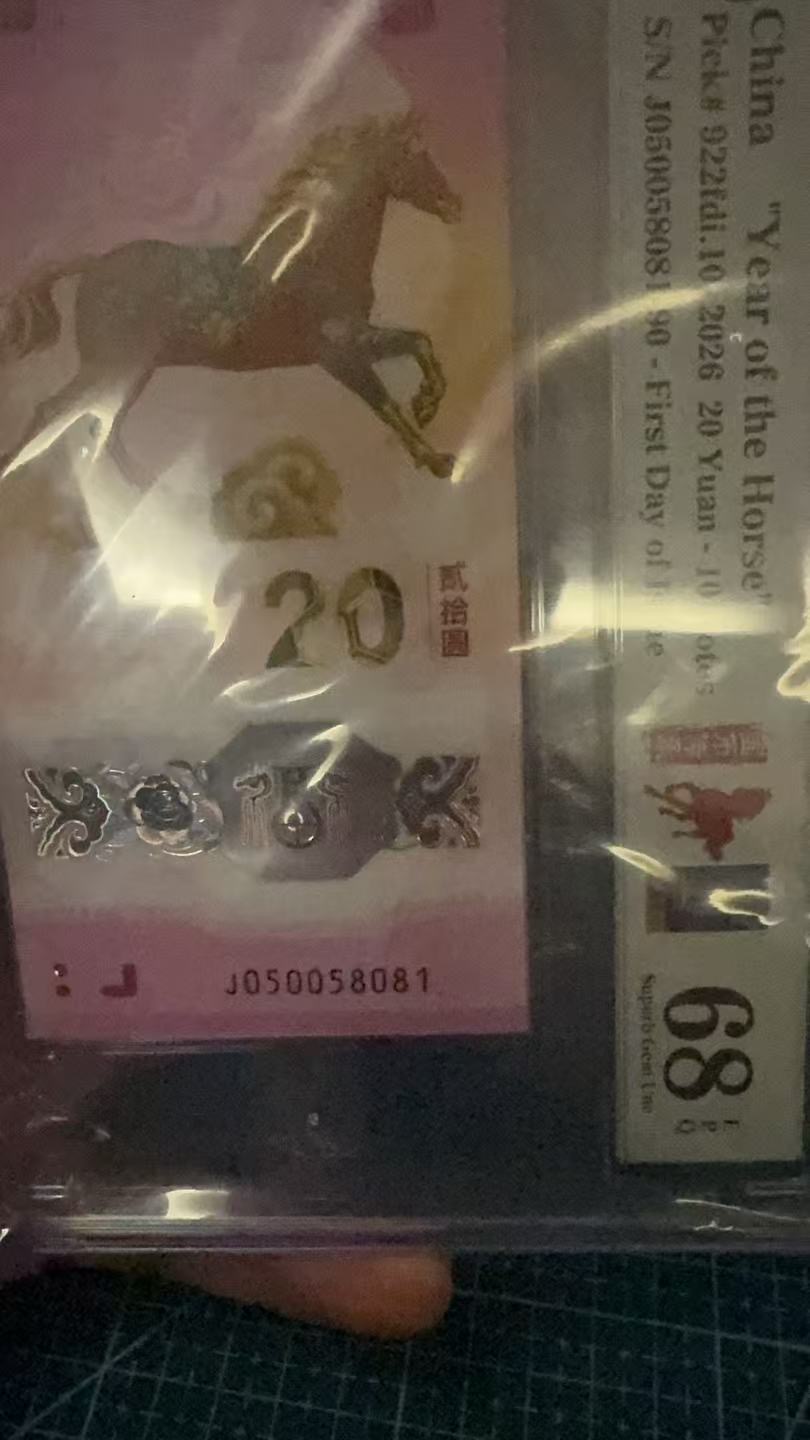 China "Year of the Horse"
Pick# 922fdi.10 2026 20 Yuan - 10
S/N J050058081-90 - First Day of
68
EPQ
Superb Gem Unc
20
贰拾圆
J050058081